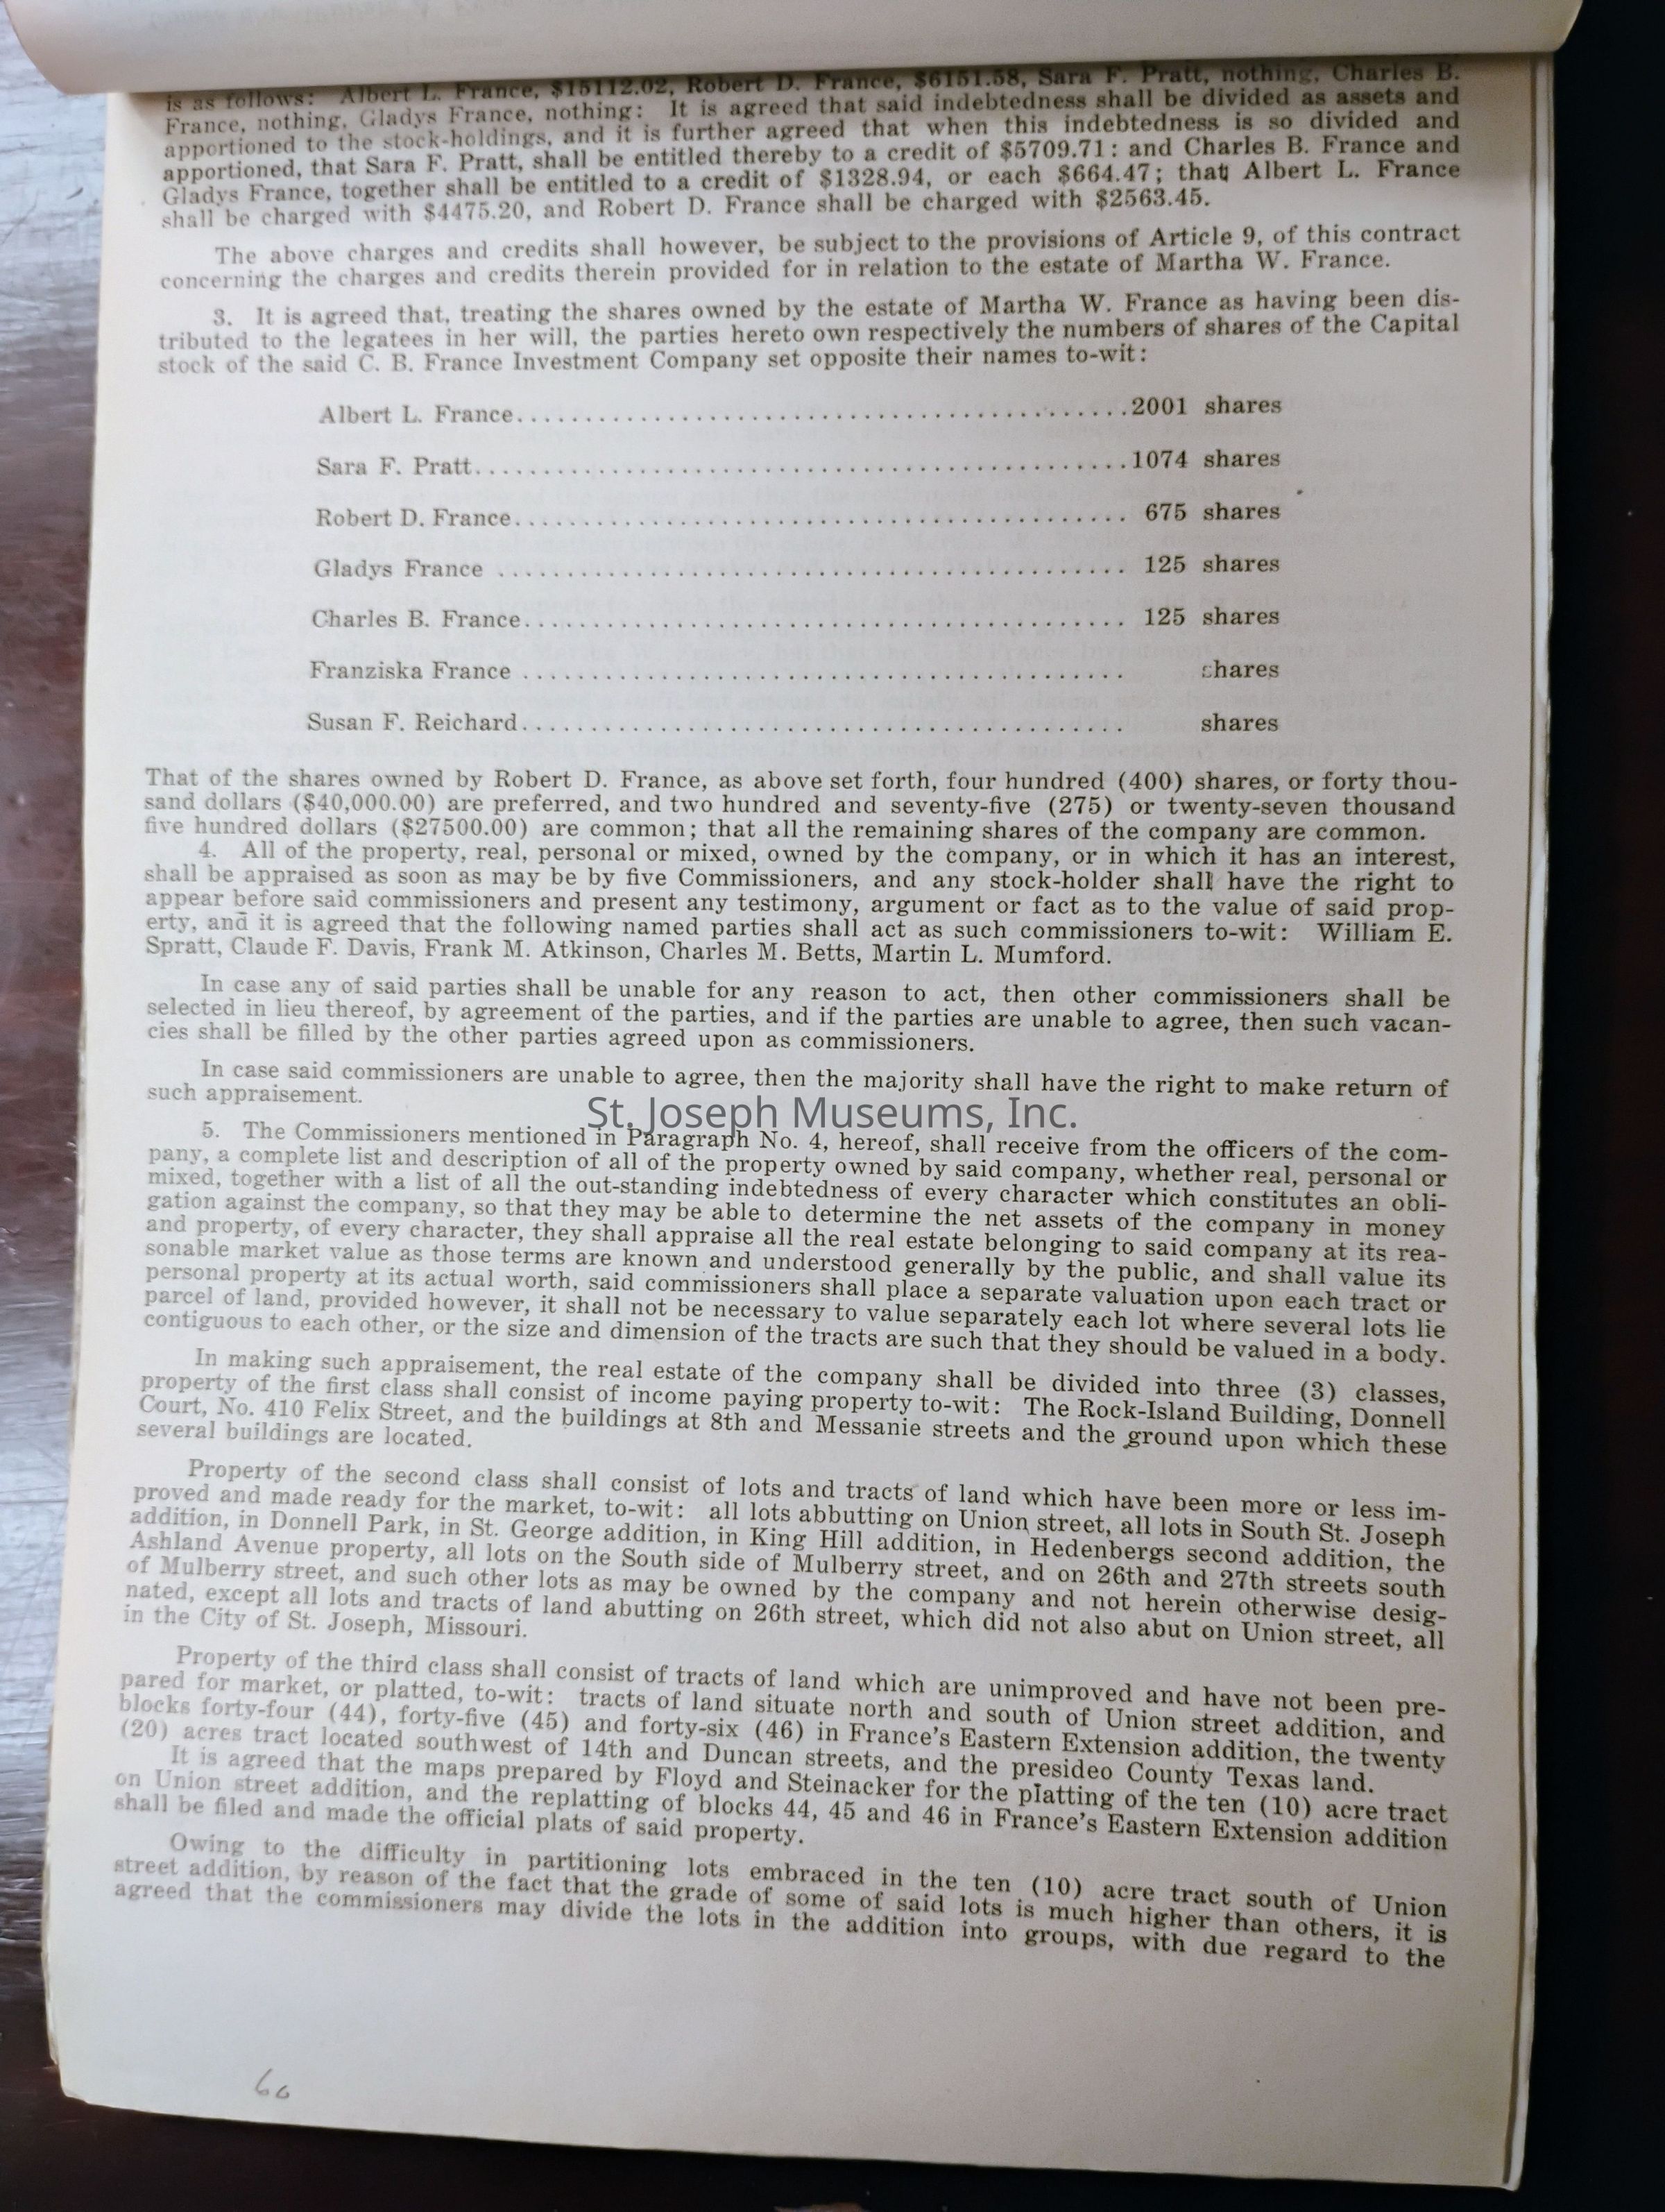 is as follows: Albert L. France, $15112.02, Robert D. France, $6151.58, Sara F. Pratt, nothing, Charles B.
France, nothing, Gladys France, nothing: It is agreed that said indebtedness shall be divided as assets and
apportioned to the stock-holdings, and it is further agreed that when this indebtedness is so divided and
apportioned, that Sara F. Pratt, shall be entitled thereby to a credit of $5709.71: and Charles B. France and
Gladys France, together shall be entitled to a credit of $1328.94, or each $664.47; that Albert L. France
shall be charged with $4475.20, and Robert D. France shall be charged with $2563.45.
The above charges and credits shall however, be subject to the provisions of Article 9, of this contract
concerning the charges and credits therein provided for in relation to the estate of Martha W. France.
3. It is agreed that, treating the shares owned by the estate of Martha W. France as having been dis-
tributed to the legatees in her will, the parties hereto own respectively the numbers of shares of the Capital
stock of the said C. B. France Investment Company set opposite their names to-wit:
Albert L. France............................................2001 shares
Sara F. Pratt...............................................1074 shares
Robert D. France............................................ 675 shares
Gladys France .............................................. 125 shares
Charles B. France........................................... 125 shares
Franziska France ........................................... shares
Susan F. Reichard........................................... shares
That of the shares owned by Robert D. France, as above set forth, four hundred (400) shares, or forty thou-
sand dollars ($40,000.00) are preferred, and two hundred and seventy-five (275) or twenty-seven thousand
five hundred dollars ($27500.00) are common; that all the remaining shares of the company are common.
4. All of the property, real, personal or mixed, owned by the company, or in which it has an interest,
shall be appraised as soon as may be by five Commissioners, and any stock-holder shall have the right to
appear before said commissioners and present any testimony, argument or fact as to the value of said prop-
erty, and it is agreed that the following named parties shall act as such commissioners to-wit: William E.
Spratt, Claude F. Davis, Frank M. Atkinson, Charles M. Betts, Martin L. Mumford.
In case any of said parties shall be unable for any reason to act, then other commissioners shall be
selected in lieu thereof, by agreement of the parties, and if the parties are unable to agree, then such vacan-
cies shall be filled by the other parties agreed upon as commissioners.
In case said commissioners are unable to agree, then the majority shall have the right to make return of
such appraisement.
St. Joseph Museums, Inc.
5. The Commissioners mentioned in Paragraph No. 4, hereof, shall receive from the officers of the com-
pany, a complete list and description of all of the property owned by said company, whether real, personal or
mixed, together with a list of all the out-standing indebtedness of every character which constitutes an obli-
gation against the company, so that they may be able to determine the net assets of the company in money
and property, of every character, they shall appraise all the real estate belonging to said company at its rea-
sonable market value as those terms are known and understood generally by the public, and shall value its
personal property at its actual worth, said commissioners shall place a separate valuation upon each tract or
parcel of land, provided however, it shall not be necessary to value separately each lot where several lots lie
contiguous to each other, or the size and dimension of the tracts are such that they should be valued in a body.
In making such appraisement, the real estate of the company shall be divided into three (3) classes,
property of the first class shall consist of income paying property to-wit: The Rock-Island Building, Donnell
Court, No. 410 Felix Street, and the buildings at 8th and Messanie streets and the ground upon which these
several buildings are located.
Property of the second class shall consist of lots and tracts of land which have been more or less im-
proved and made ready for the market, to-wit: all lots abbutting on Union street, all lots in South St. Joseph
addition, in Donnell Park, in St. George addition, in King Hill addition, in Hedenbergs second addition, the
Ashland Avenue property, all lots on the South side of Mulberry street, and on 26th and 27th streets south
of Mulberry street, and such other lots as may be owned by the company and not herein otherwise desig-
nated, except all lots and tracts of land abutting on 26th street, which did not also abut on Union street, all
in the City of St. Joseph, Missouri.
Property of the third class shall consist of tracts of land which are unimproved and have not been pre-
pared for market, or platted, to-wit: tracts of land situate north and south of Union street addition, and
blocks forty-four (44), forty-five (45) and forty-six (46) in France's Eastern Extension addition, the twenty
(20) acres tract located southwest of 14th and Duncan streets, and the presideo County Texas land.
It is agreed that the maps prepared by Floyd and Steinacker for the platting of the ten (10) acre tract
on Union street addition, and the replatting of blocks 44, 45 and 46 in France's Eastern Extension addition
shall be filed and made the official plats of said property.
Owing to the difficulty in partitioning lots embraced in the ten (10) acre tract south of Union
street addition, by reason of the fact that the grade of some of said lots is much higher than others, it is
agreed that the commissioners may divide the lots in the addition into groups, with due regard to the